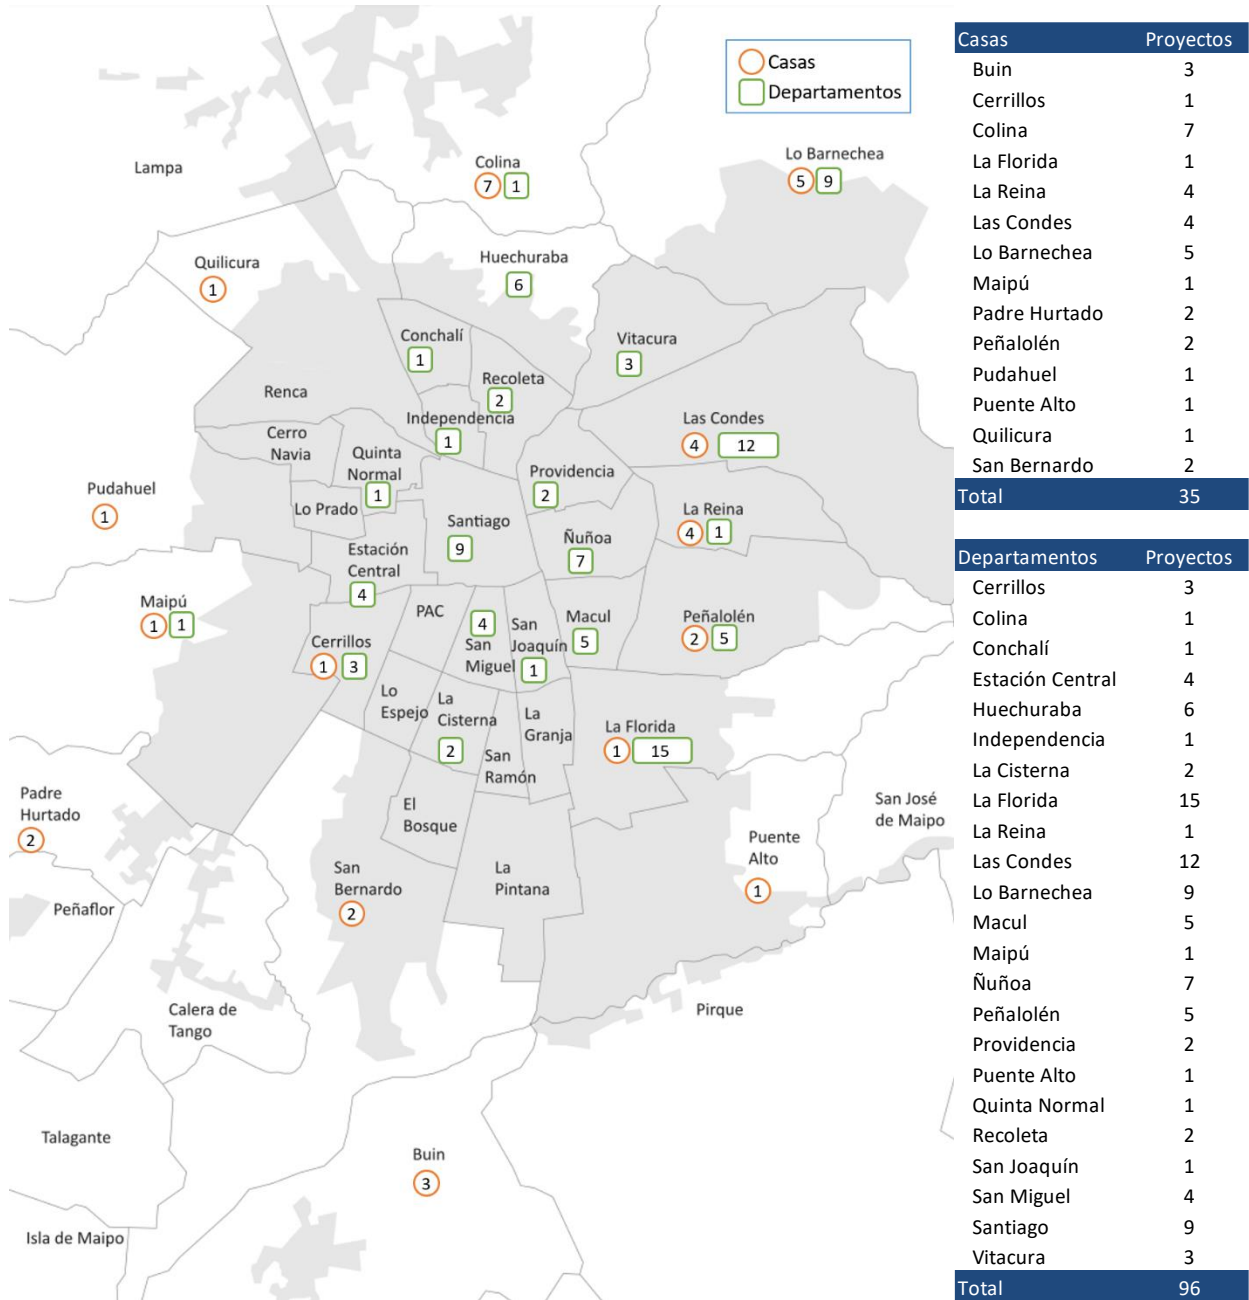 Casas
Departamentos
Lampa
Colina
7 1
Lo Barnechea
5 9
Quilicura
1
Huechuraba
6
Conchalí
1
Vitacura
3
Recoleta
2
Renca
Independencia
1
Las Condes
4 12
Cerro
Navia
Quinta
Normal
1
Providencia
2
Pudahuel
1
Lo Prado
Santiago
9
La Reina
4 1
Ñuñoa
7
Estación
Central
4
Maipú
1 1
PAC
4
San
Miguel
San
Joaquín
1
Macul
5
Peñalolén
2 5
Cerrillos
1 3
Lo
Espejo
La
Cisterna
2
La
Granja
San
Ramón
La Florida
1 15
Padre
Hurtado
2
El
Bosque
San José
de Maipo
Puente
Alto
1
San
Bernardo
2
La
Pintana
Peñaflor
Calera de
Tango
Pirque
Talagante
Buin
3
Isla de Maipo
Casas Proyectos
Buin 3
Cerrillos 1
Colina 7
La Florida 1
La Reina 4
Las Condes 4
Lo Barnechea 5
Maipú 1
Padre Hurtado 2
Peñalolén 2
Pudahuel 1
Puente Alto 1
Quilicura 1
San Bernardo 2
Total 35
Departamentos Proyectos
Cerrillos 3
Colina 1
Conchalí 1
Estación Central 4
Huechuraba 6
Independencia 1
La Cisterna 2
La Florida 15
La Reina 1
Las Condes 12
Lo Barnechea 9
Macul 5
Maipú 1
Ñuñoa 7
Peñalolén 5
Providencia 2
Puente Alto 1
Quinta Normal 1
Recoleta 2
San Joaquín 1
San Miguel 4
Santiago 9
Vitacura 3
Total 96